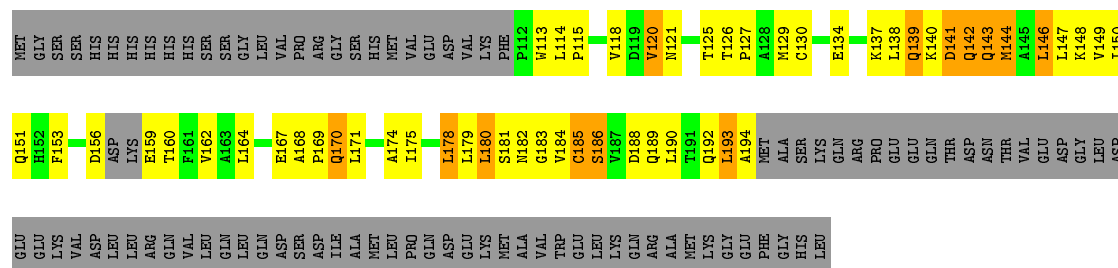 MET GLY SER SER HIS HIS HIS HIS HIS HIS SER SER GLY LEU VAL PRO ARG GLY SER HIS MET VAL GLU ASP VAL LYS PHE P112 W113 L114 P115 V118 D119 V120 N121 T125 T126 P127 A128 M129 C130 E134 K137 L138 Q139 K140 D141 Q142 Q143 M144 A145 L146 L147 K148 V149 I150
Q151 H152 F153 D156 ASP LYS E159 T160 F161 V162 A163 L164 E167 A168 P169 Q170 L171 A174 I175 L178 L179 L180 S181 N182 G183 V184 C185 S186 V187 D188 Q189 L190 T191 Q192 L193 A194 MET ALA SER LYS GLN ARG PRO GLU GLU GLN THR ASP ASN THR VAL GLU ASP GLY LEU ASP
GLU GLU LYS VAL ASP LEU LEU ARG GLN VAL LEU GLN LEU GLN ASP SER ASP ILE ALA MET LEU PRO GLN ASP GLU LYS MET ALA VAL TRP GLU LEU LYS GLN ARG ALA MET LYS GLY GLU PHE GLY HIS LEU